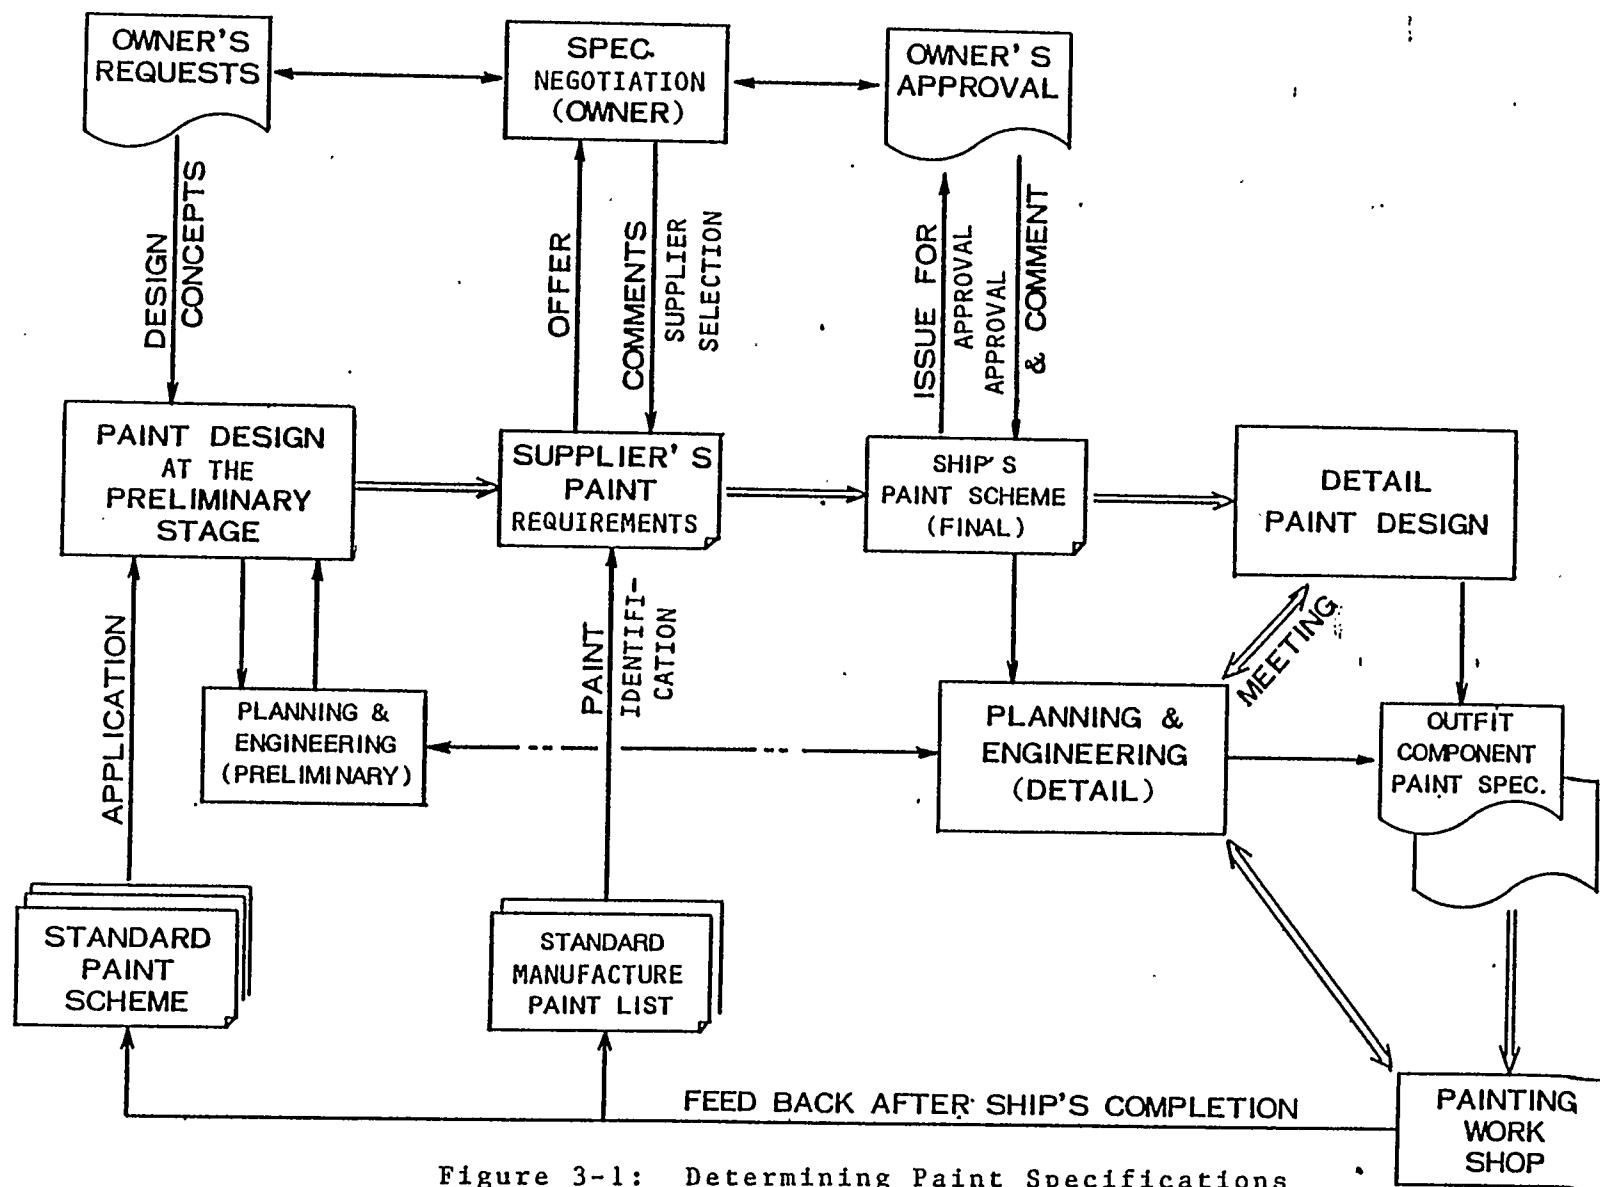 OWNER'S
REQUESTS
SPEC.
NEGOTIATION
(OWNER)
OWNER'S
APPROVAL
DESIGN
CONCEPTS
OFFER
COMMENTS
SUPPLIER
SELECTION
ISSUE FOR
APPROVAL
APPROVAL
& COMMENT
PAINT DESIGN
AT THE
PRELIMINARY
STAGE
SUPPLIER'S
PAINT
REQUIREMENTS
SHIP'S
PAINT SCHEME
(FINAL)
DETAIL
PAINT DESIGN
APPLICATION
PAINT
IDENTIFI-
CATION
MEETING
PLANNING &
ENGINEERING
(PRELIMINARY)
PLANNING &
ENGINEERING
(DETAIL)
OUTFIT
COMPONENT
PAINT SPEC.
STANDARD
PAINT
SCHEME
STANDARD
MANUFACTURE
PAINT LIST
FEED BACK AFTER SHIP'S COMPLETION
PAINTING
WORK
SHOP
Figure 3-1: Determining Paint Specifications